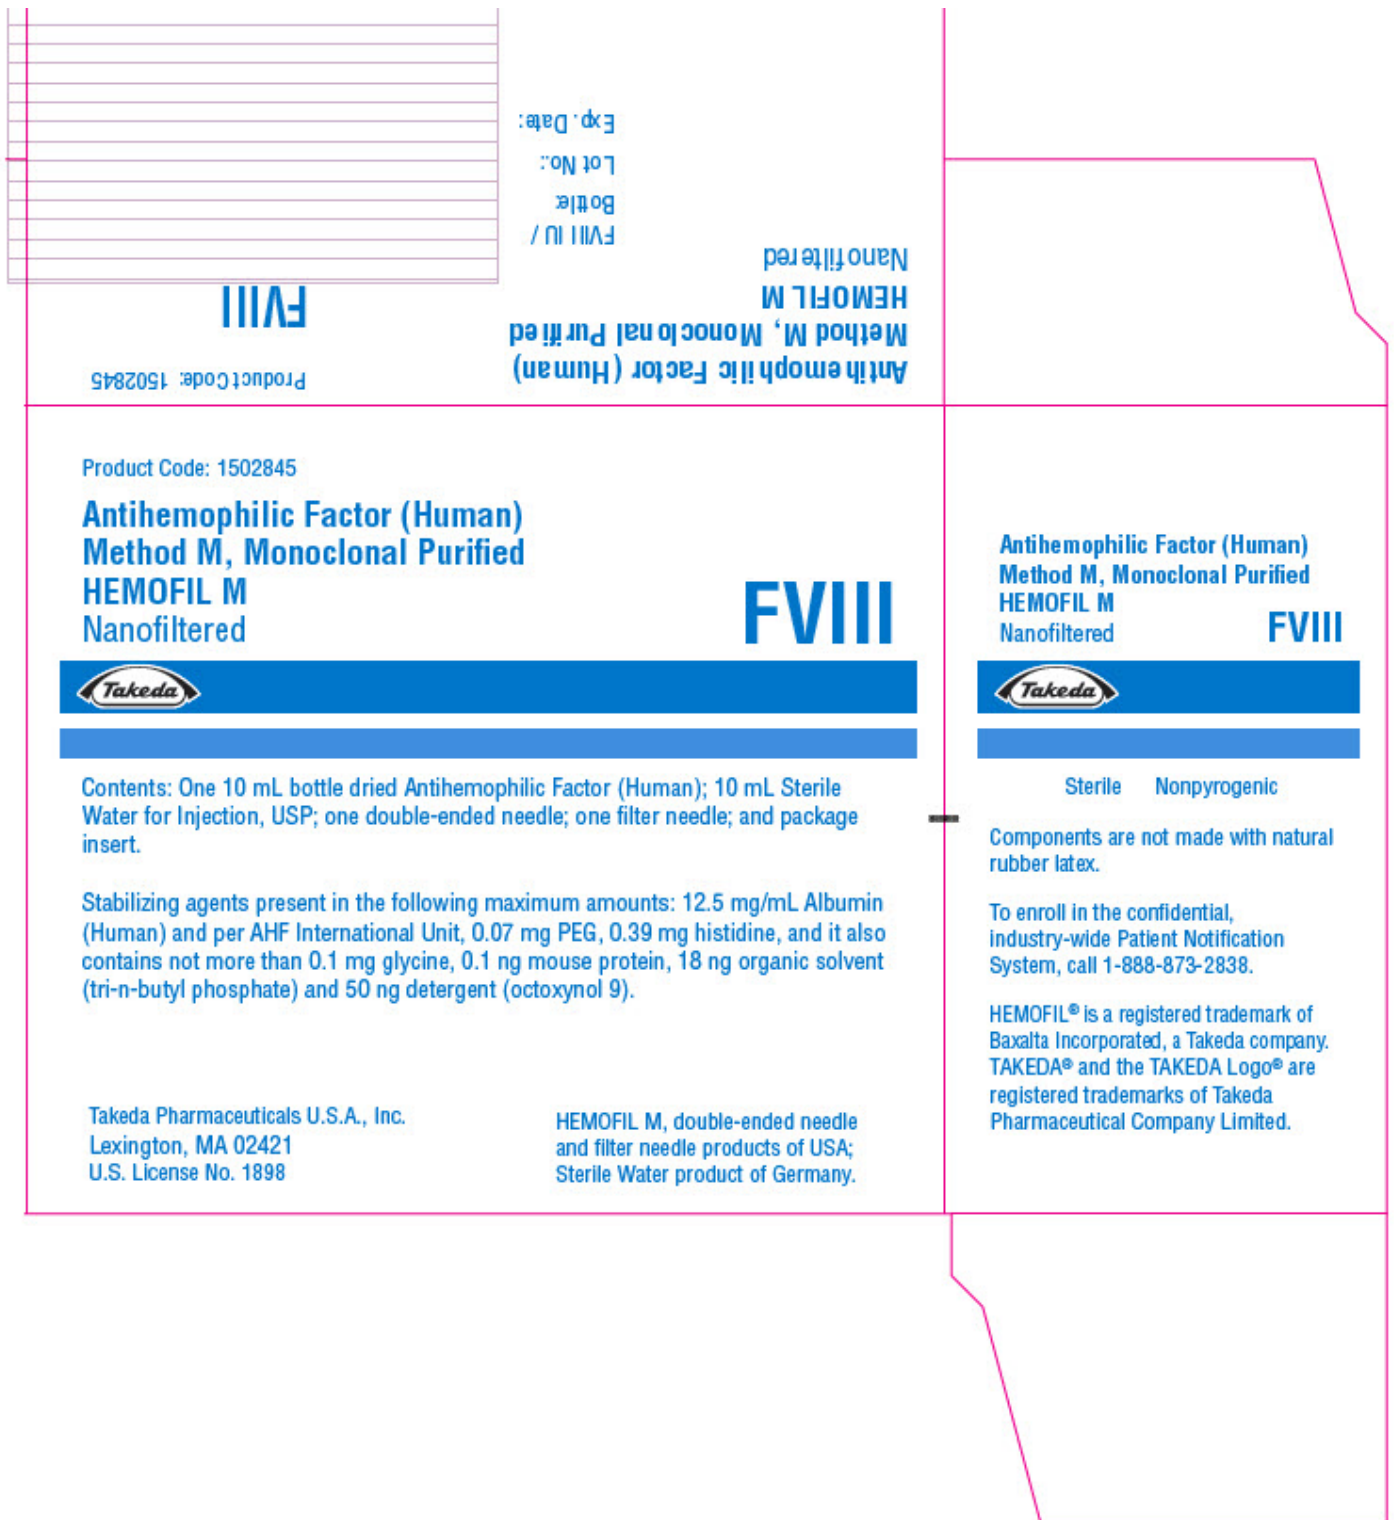 Product Code: 1502845
Antihemophilic Factor (Human)
Method M, Monoclonal Purified
HEMOFIL M
Nanofiltered
FVIII
FVIII IU /
Bottle:
Lot No.:
Exp. Date:
Product Code: 1502845
Antihemophilic Factor (Human)
Method M, Monoclonal Purified
HEMOFIL M
Nanofiltered
FVIII
Takeda
Contents: One 10 mL bottle dried Antihemophilic Factor (Human); 10 mL Sterile
Water for Injection, USP; one double-ended needle; one filter needle; and package
insert.
Stabilizing agents present in the following maximum amounts: 12.5 mg/mL Albumin
(Human) and per AHF International Unit, 0.07 mg PEG, 0.39 mg histidine, and it also
contains not more than 0.1 mg glycine, 0.1 ng mouse protein, 18 ng organic solvent
(tri-n-butyl phosphate) and 50 ng detergent (octoxynol 9).
Takeda Pharmaceuticals U.S.A., Inc.
Lexington, MA 02421
U.S. License No. 1898
HEMOFIL M, double-ended needle
and filter needle products of USA;
Sterile Water product of Germany.
Antihemophilic Factor (Human)
Method M, Monoclonal Purified
HEMOFIL M
Nanofiltered
FVIII
Takeda
Sterile Nonpyrogenic
Components are not made with natural
rubber latex.
To enroll in the confidential,
industry-wide Patient Notification
System, call 1-888-873-2838.
HEMOFIL® is a registered trademark of
Baxalta Incorporated, a Takeda company.
TAKEDA® and the TAKEDA Logo® are
registered trademarks of Takeda
Pharmaceutical Company Limited.